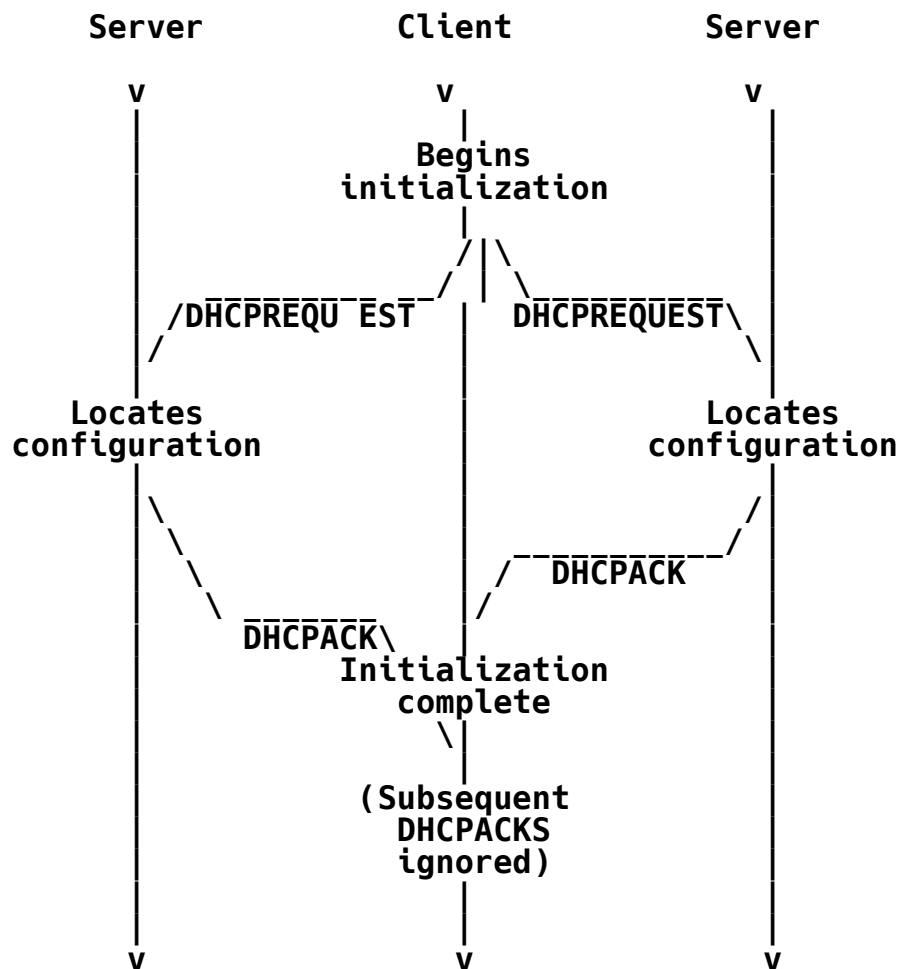 Server Client Server
v v v
Begins
initialization
DHCPREQU EST DHCPREQUEST
Locates Locates
configuration configuration
DHCPACK
DHCPACK
Initialization
complete
(Subsequent
DHCPACKS
ignored)
v v v